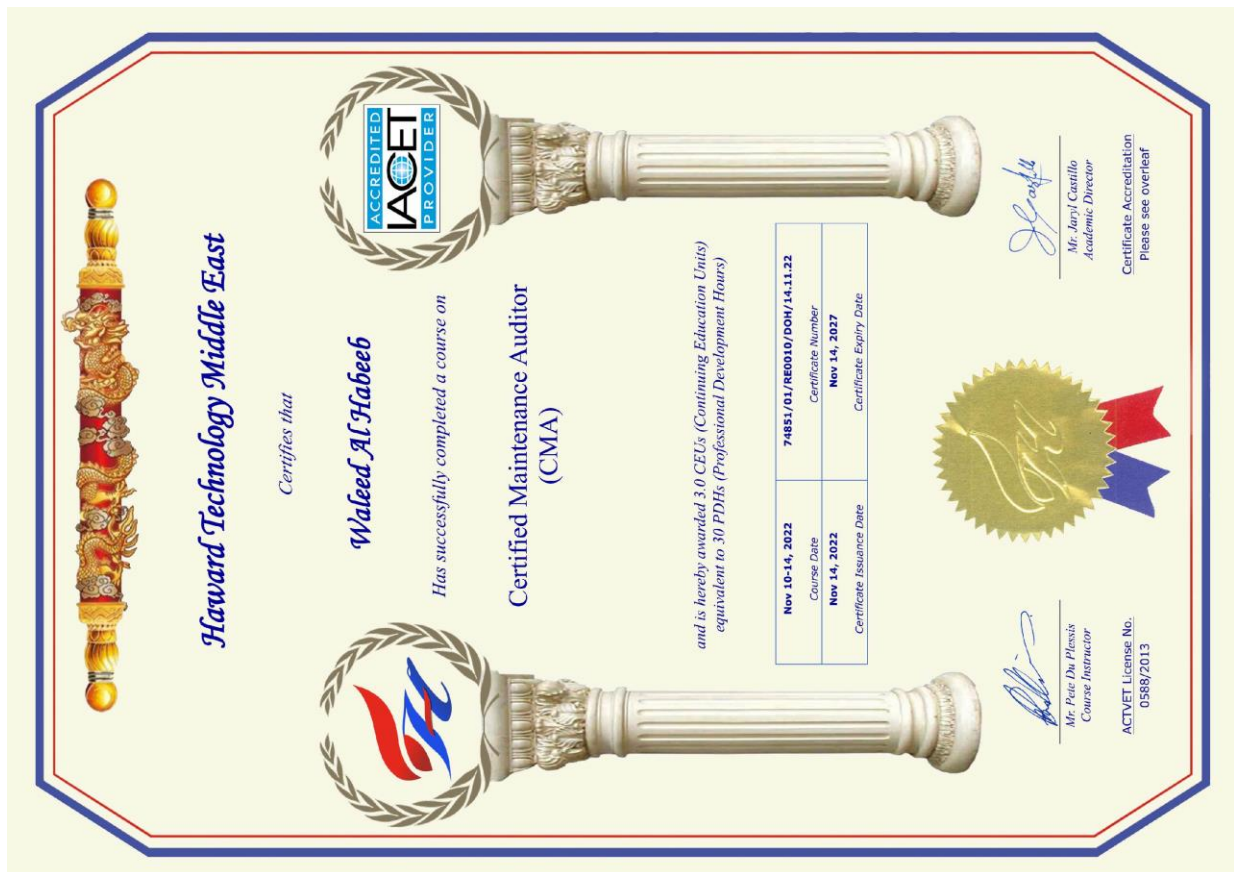 Haward Technology Middle East
Certifies that
ACCREDITED
IACET
PROVIDER
Waleed Al Habeeb
Has successfully completed a course on
Certified Maintenance Auditor
(CMA)
and is hereby awarded 3.0 CEUs (Continuing Education Units)
equivalent to 30 PDHs (Professional Development Hours)
Nov 10-14, 2022 74851/01/RE0010/DOH/14.11.22
Course Date Certificate Number
Nov 14, 2022 Nov 14, 2027
Certificate Issuance Date Certificate Expiry Date
Mr. Pete Du Plessis
Course Instructor
Mr. Jaryl Castillo
Academic Director
ACTVET License No.
0588/2013
Certificate Accreditation
Please see overleaf